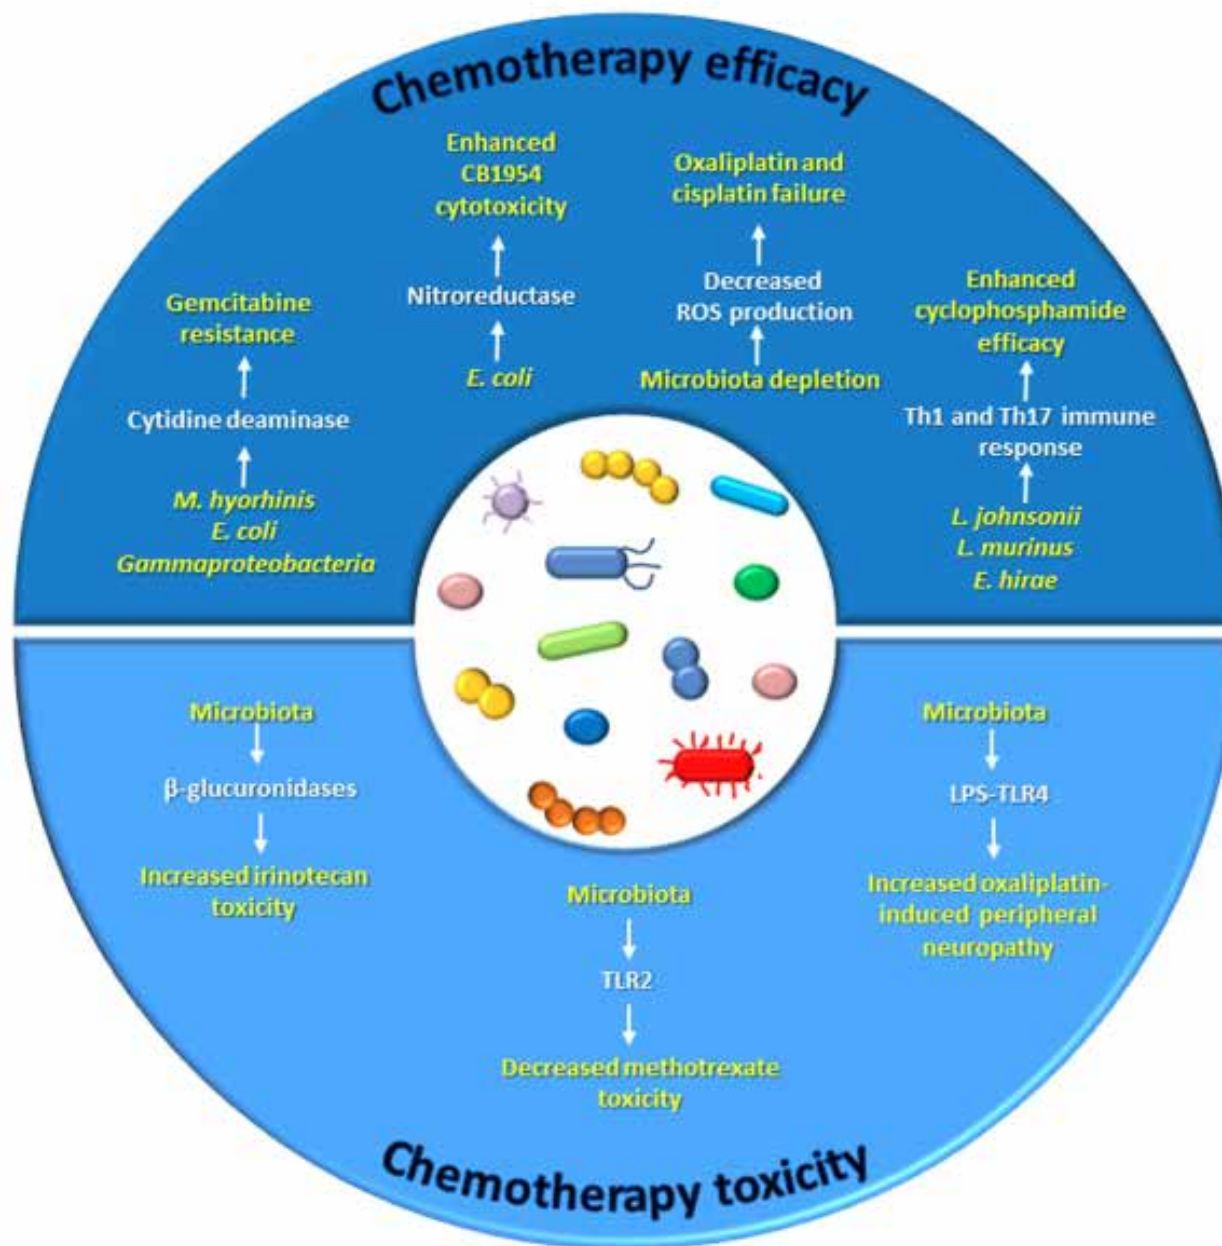 Chemotherapy efficacy
Gemcitabine
resistance
Cytidine deaminase
M. hyorhinis
E. coli
Gammaproteobacteria
Enhanced
CB1954
cytotoxicity
Nitroreductase
E. coli
Oxaliplatin and
cisplatin failure
Decreased
ROS production
Microbiota depletion
Enhanced
cyclophosphamide
efficacy
Th1 and Th17 immune
response
L. johnsonii
L. murinus
E. hirae
Microbiota
β-glucuronidases
Increased irinotecan
toxicity
Microbiota
TLR2
Decreased methotrexate
toxicity
Microbiota
LPS-TLR4
Increased oxaliplatin-
induced peripheral
neuropathy
Chemotherapy toxicity